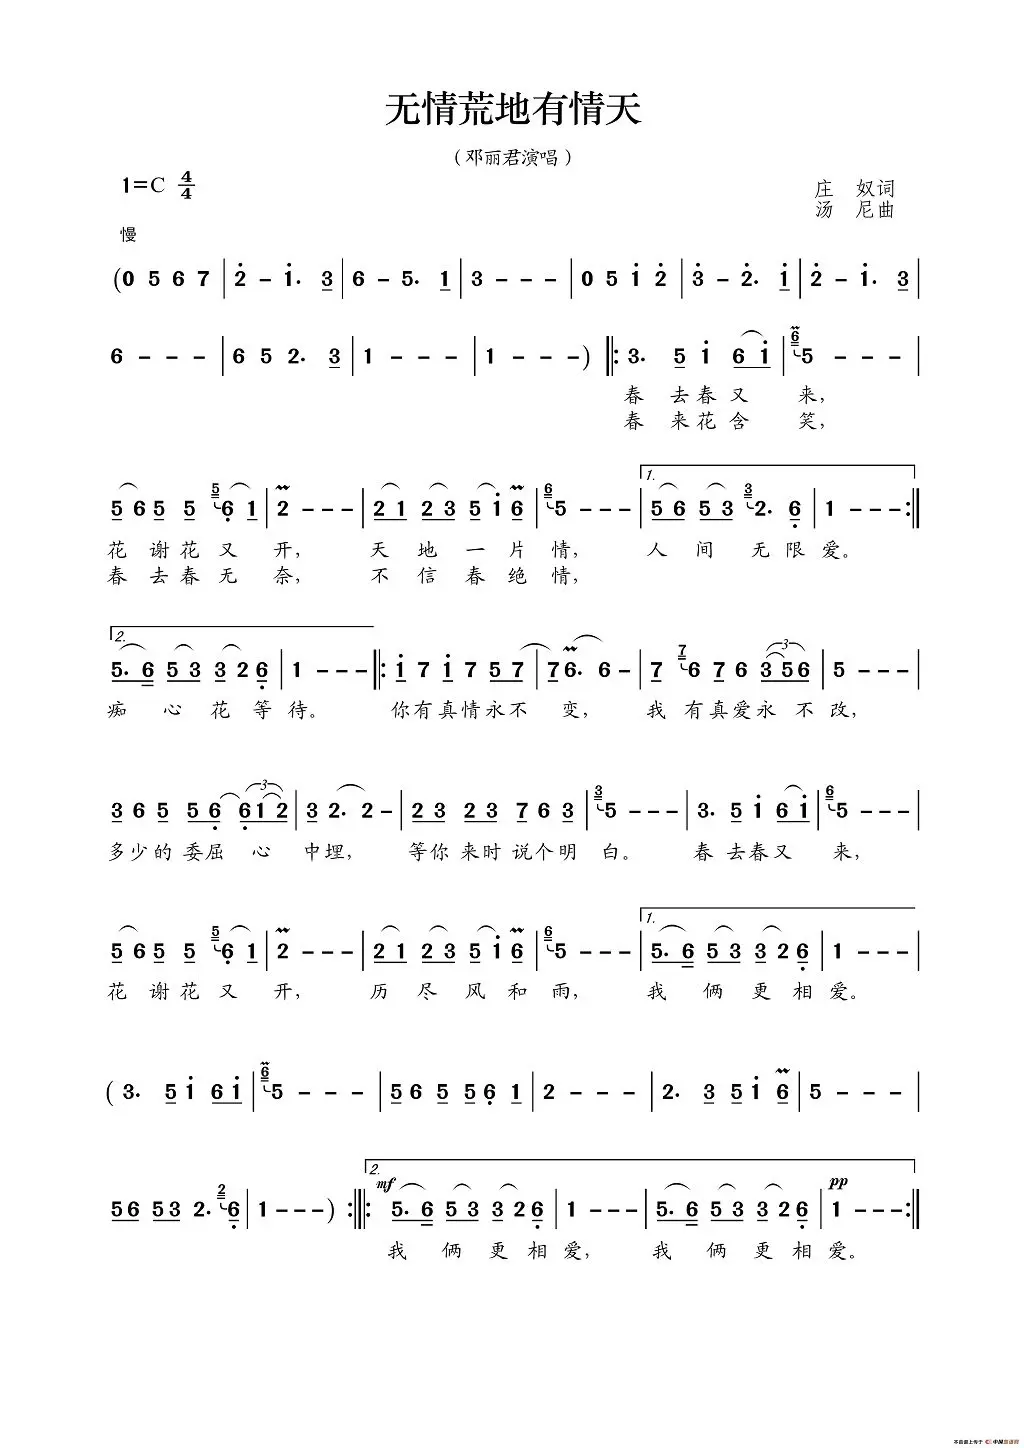 无情荒地有情天
（邓丽君演唱）
1=C 4/4
庄 奴词
汤 尼曲
慢
(0 5 6 7 | 2̇ – 1̇. 3 | 6 – 5. 1 | 3 – – – | 0 5 1̇ 2̇ | 3̇ – 2̇. 1̇ | 2̇ – 1̇. 3 |
6 – – – | 6 5 2. 3 | 1 – – – | 1 – – – ) ‖: 3. 5 1̇ 6 1̇ | 6 5 – – – |
春 去春又 来，
春 来花含 笑，
5 6 5 5 5 6̣ 1 | 2 – – – | 2 1 2 3 5 1̇ 6 | 6 5 – – – | 1. 5 6 5 3 3 2. 6̣ | 1 – – – :‖
花 谢花又 开， 天 地 一片情， 人 间 无限爱。
春 去春无 奈， 不 信 春绝情，
2. 5. 6 5 3 3 2 6̣ | 1 – – – ‖: 1̇ 7 1̇ 7 5 7 | 7 6. 6 – | 7 7 6 7 6 3 5 6 | 5 – – – |
痴 心 花等待。 你有真情永不 变， 我 有真爱永 不改，
3 6 5 5 6̣ 6̣ 1 2 | 3 2. 2 – | 2 3 2 3 7 6 3 | 3 5 – – – | 3. 5 1̇ 6 1̇ | 6 5 – – – |
多少的 委屈 心 中埋， 等你来时说个明 白。 春 去春又 来，
5 6 5 5 5 6̣ 1 | 2 – – – | 2 1 2 3 5 1̇ 6 | 6 5 – – – | 1. 5. 6 5 3 3 2 6̣ | 1 – – – |
花 谢花又 开， 历 尽 风和雨， 我 俩 更相爱。
( 3. 5 1̇ 6 1̇ | 6 5 – – – | 5 6 5 5 6̣ 1 | 2 – – – | 2. 3 5 1̇ 6 | 5 – – – |
5 6 5 3 2. 2 6̣ | 1 – – – ) :‖: 2. mf 5. 6 5 3 3 2 6̣ | 1 – – – | 5. 6 5 3 3 2 6̣ | pp 1 – – – :‖
我 俩 更相爱， 我 俩 更相爱。